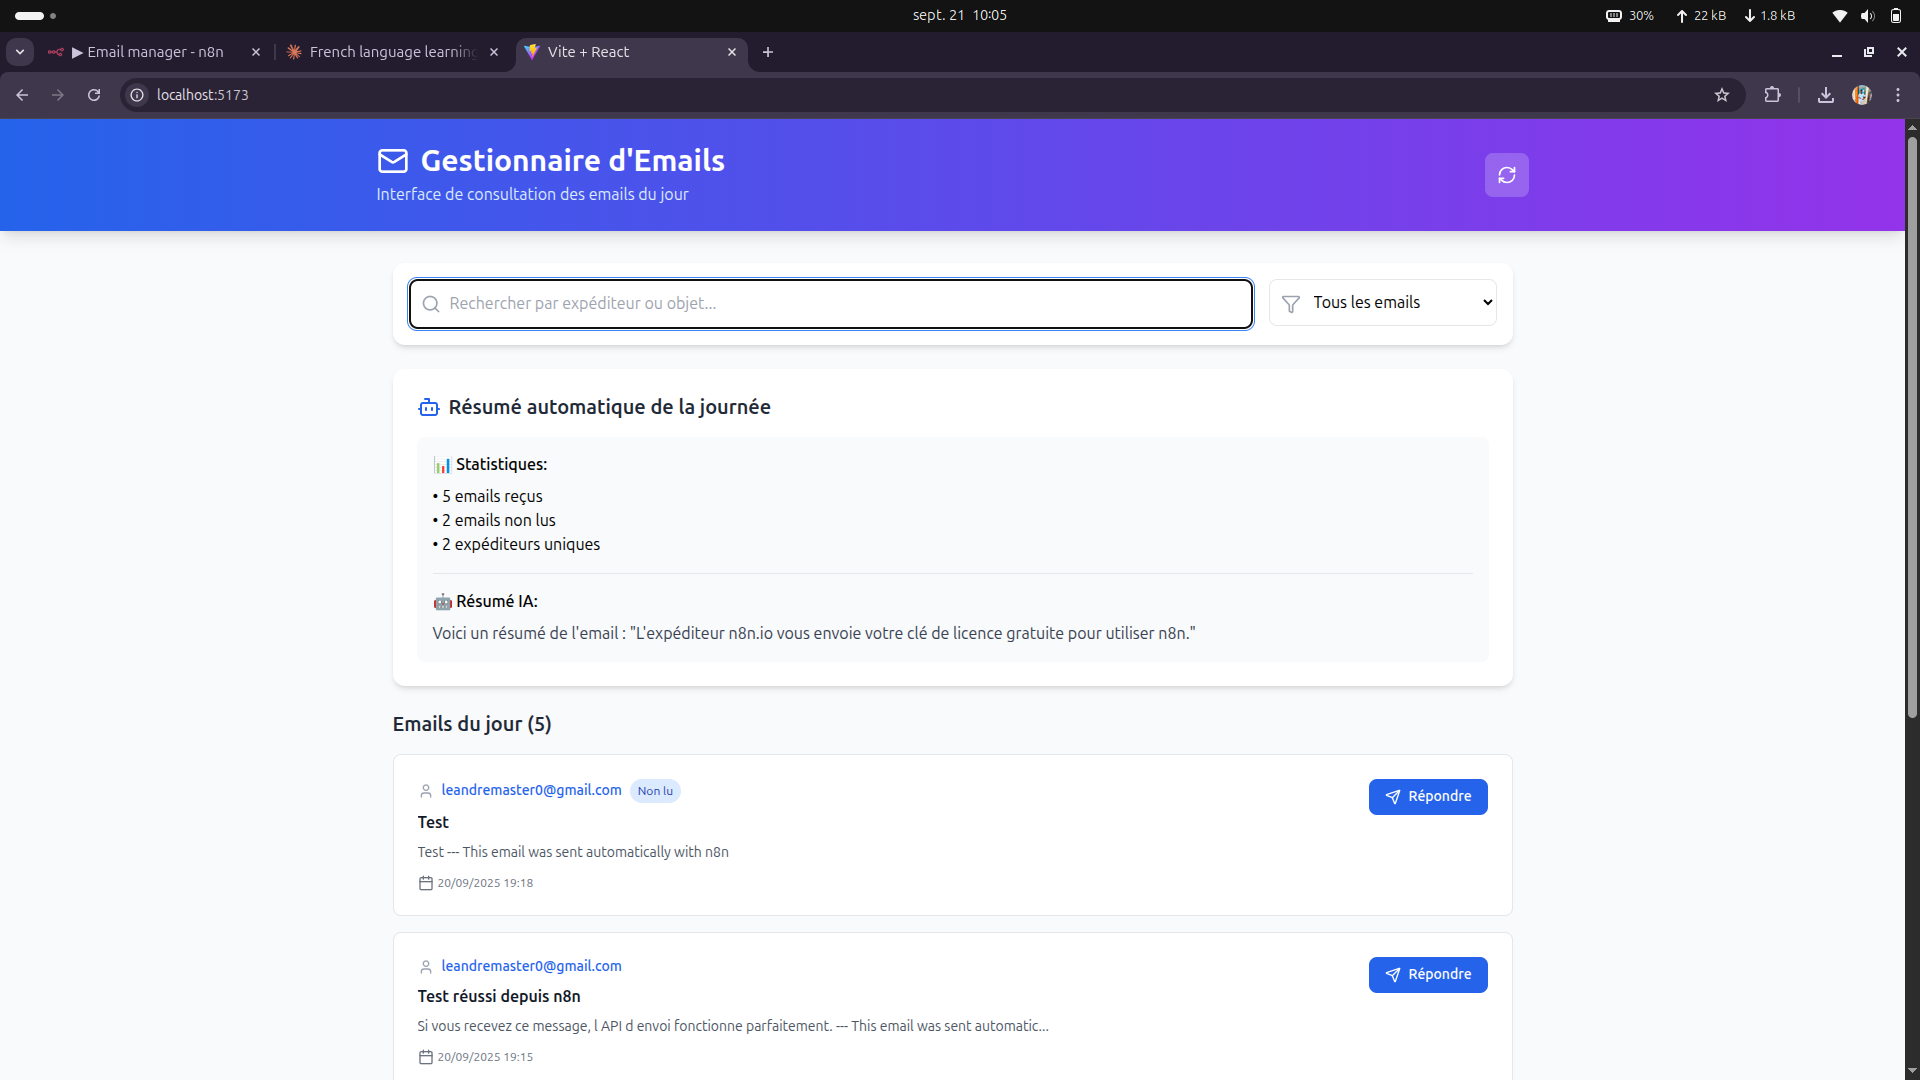 sept. 21 10:05
30% 22 kB 1.8 kB
▶ Email manager - n8n
French language learning
Vite + React
localhost:5173
Gestionnaire d'Emails
Interface de consultation des emails du jour
Rechercher par expéditeur ou objet...
Tous les emails
Résumé automatique de la journée
📊 Statistiques:
• 5 emails reçus
• 2 emails non lus
• 2 expéditeurs uniques
🤖 Résumé IA:
Voici un résumé de l'email : "L'expéditeur n8n.io vous envoie votre clé de licence gratuite pour utiliser n8n."
Emails du jour (5)
leandremaster0@gmail.com Non lu
Répondre
Test
Test --- This email was sent automatically with n8n
20/09/2025 19:18
leandremaster0@gmail.com
Répondre
Test réussi depuis n8n
Si vous recevez ce message, l API d envoi fonctionne parfaitement. --- This email was sent automatic...
20/09/2025 19:15